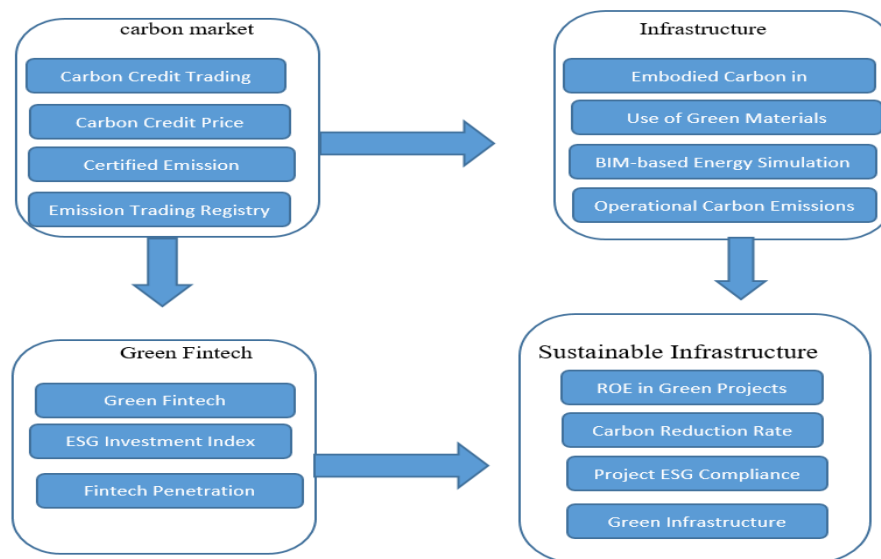 carbon market
Carbon Credit Trading
Carbon Credit Price
Certified Emission
Emission Trading Registry
Infrastructure
Embodied Carbon in
Use of Green Materials
BIM-based Energy Simulation
Operational Carbon Emissions
Green Fintech
Green Fintech
ESG Investment Index
Fintech Penetration
Sustainable Infrastructure
ROE in Green Projects
Carbon Reduction Rate
Project ESG Compliance
Green Infrastructure